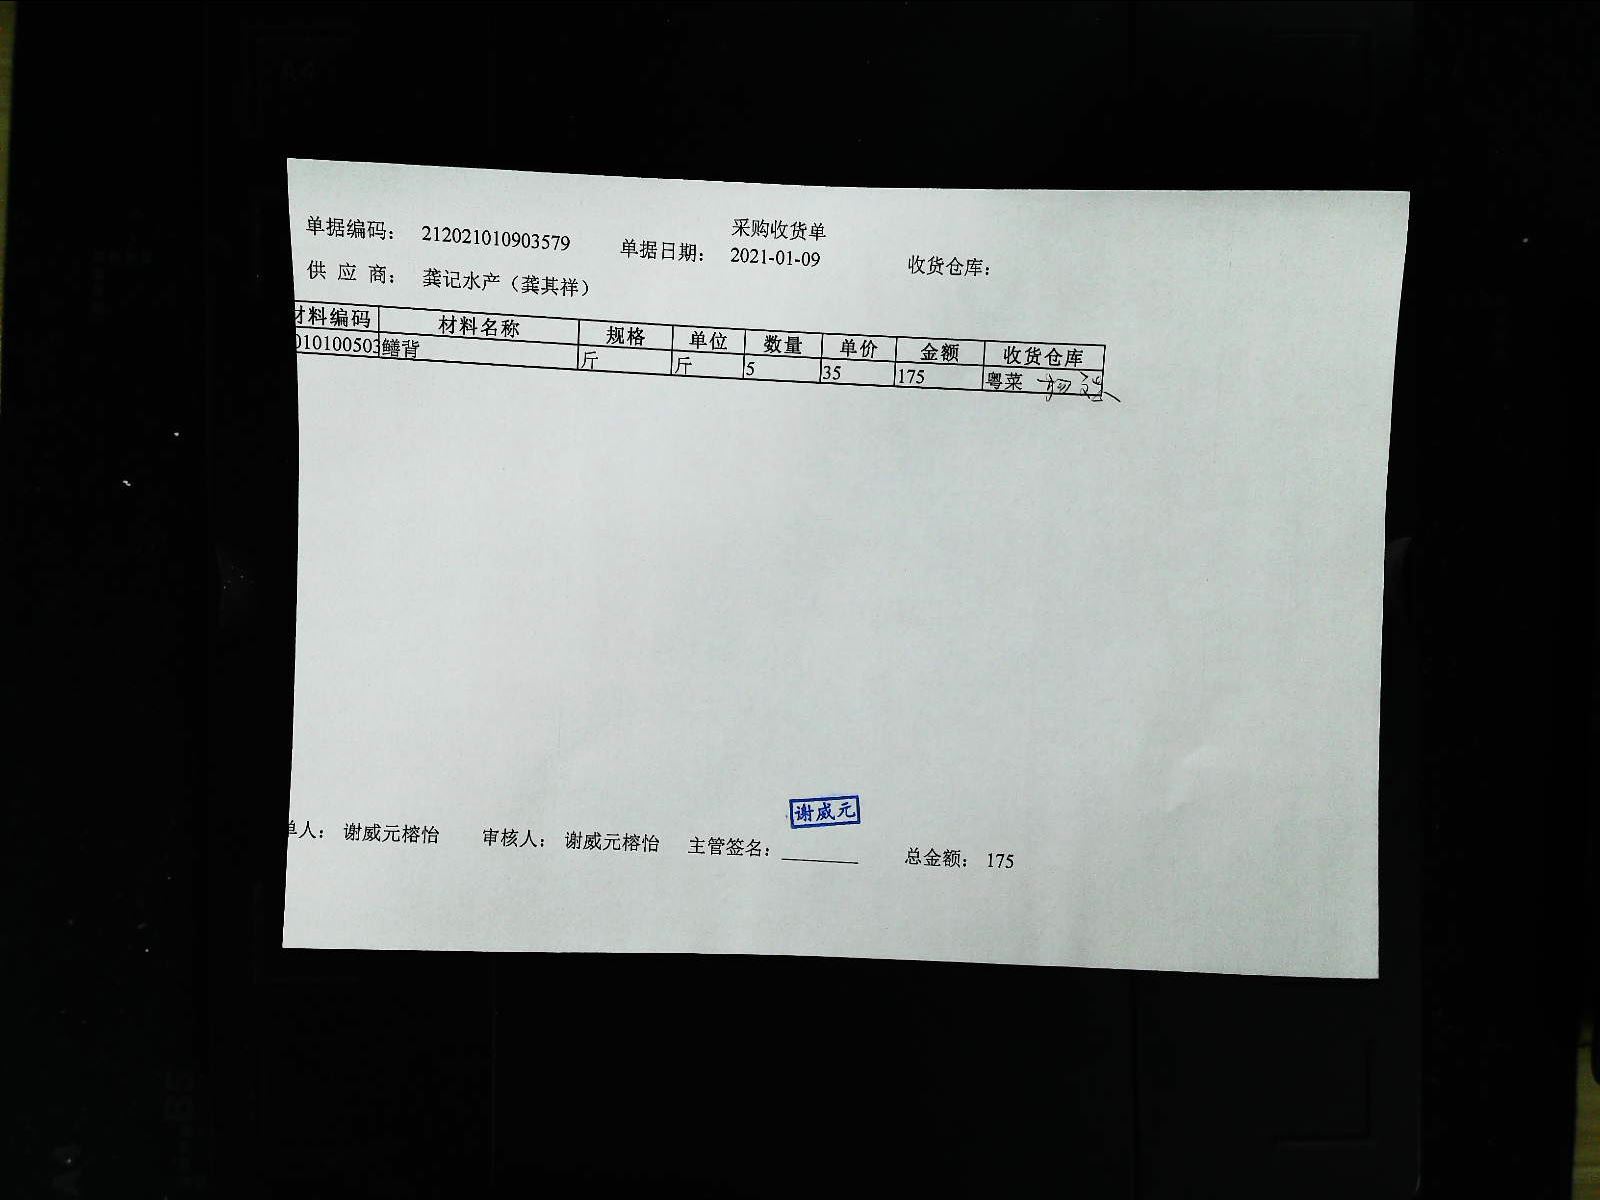 采购收货单
单据编码： 212021010903579 单据日期： 2021-01-09 收货仓库：
供 应 商： 龚记水产（龚其祥）
材料编码 材料名称 规格 单位 数量 单价 金额 收货仓库
010100503 鳝背 斤 斤 5 35 175 粤菜
谢威元
单人： 谢威元榕怡 审核人： 谢威元榕怡 主管签名：________ 总金额： 175